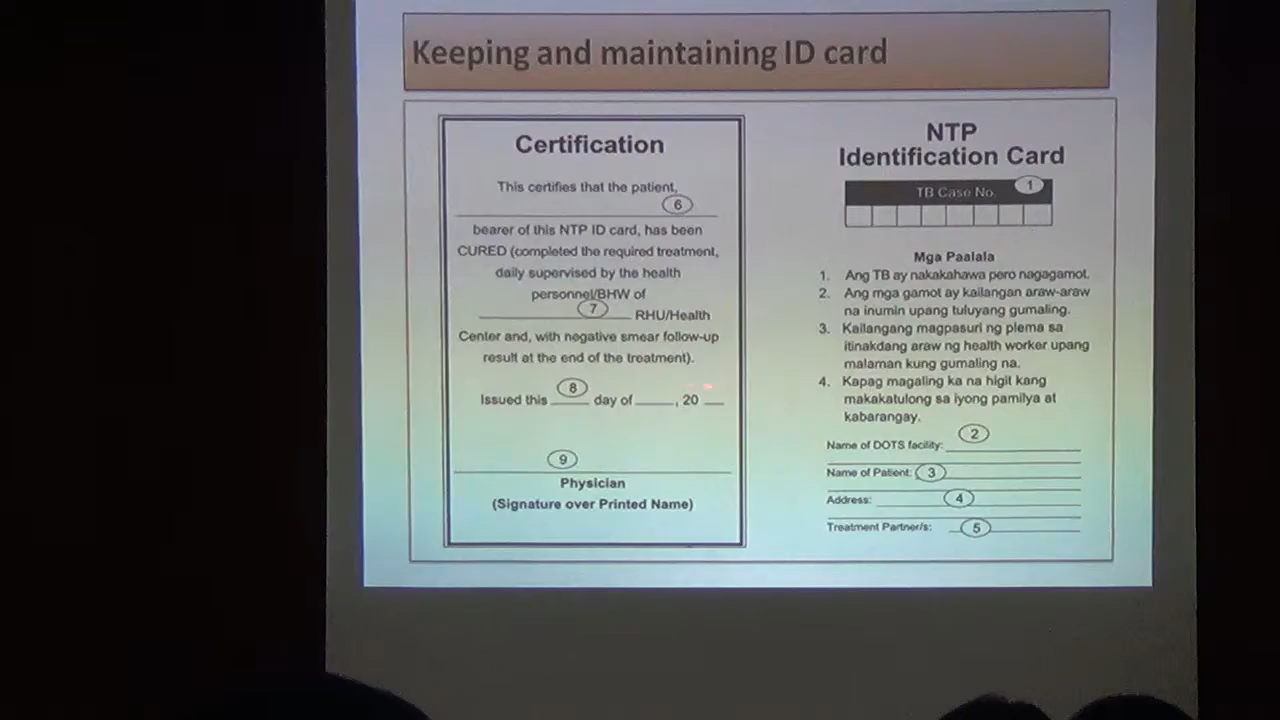 Keeping and maintaining ID card
Certification
This certifies that the patient,
6
bearer of this NTP ID card, has been
CURED (completed the required treatment,
daily supervised by the health
personnel/BHW of
7 RHU/Health
Center and, with negative smear follow-up
result at the end of the treatment).
8
Issued this ____ day of ____, 20 __
9
Physician
(Signature over Printed Name)
NTP
Identification Card
TB Case No. 1
Mga Paalala
1. Ang TB ay nakakahawa pero nagagamot.
2. Ang mga gamot ay kailangan araw-araw
na inumin upang tuluyang gumaling.
3. Kailangang magpasuri ng plema sa
itinakdang araw ng health worker upang
malaman kung gumaling na.
4. Kapag magaling ka na higit kang
makakatulong sa iyong pamilya at
kabarangay.
Name of DOTS facility: 2
Name of Patient: 3
Address: 4
Treatment Partner/s: 5